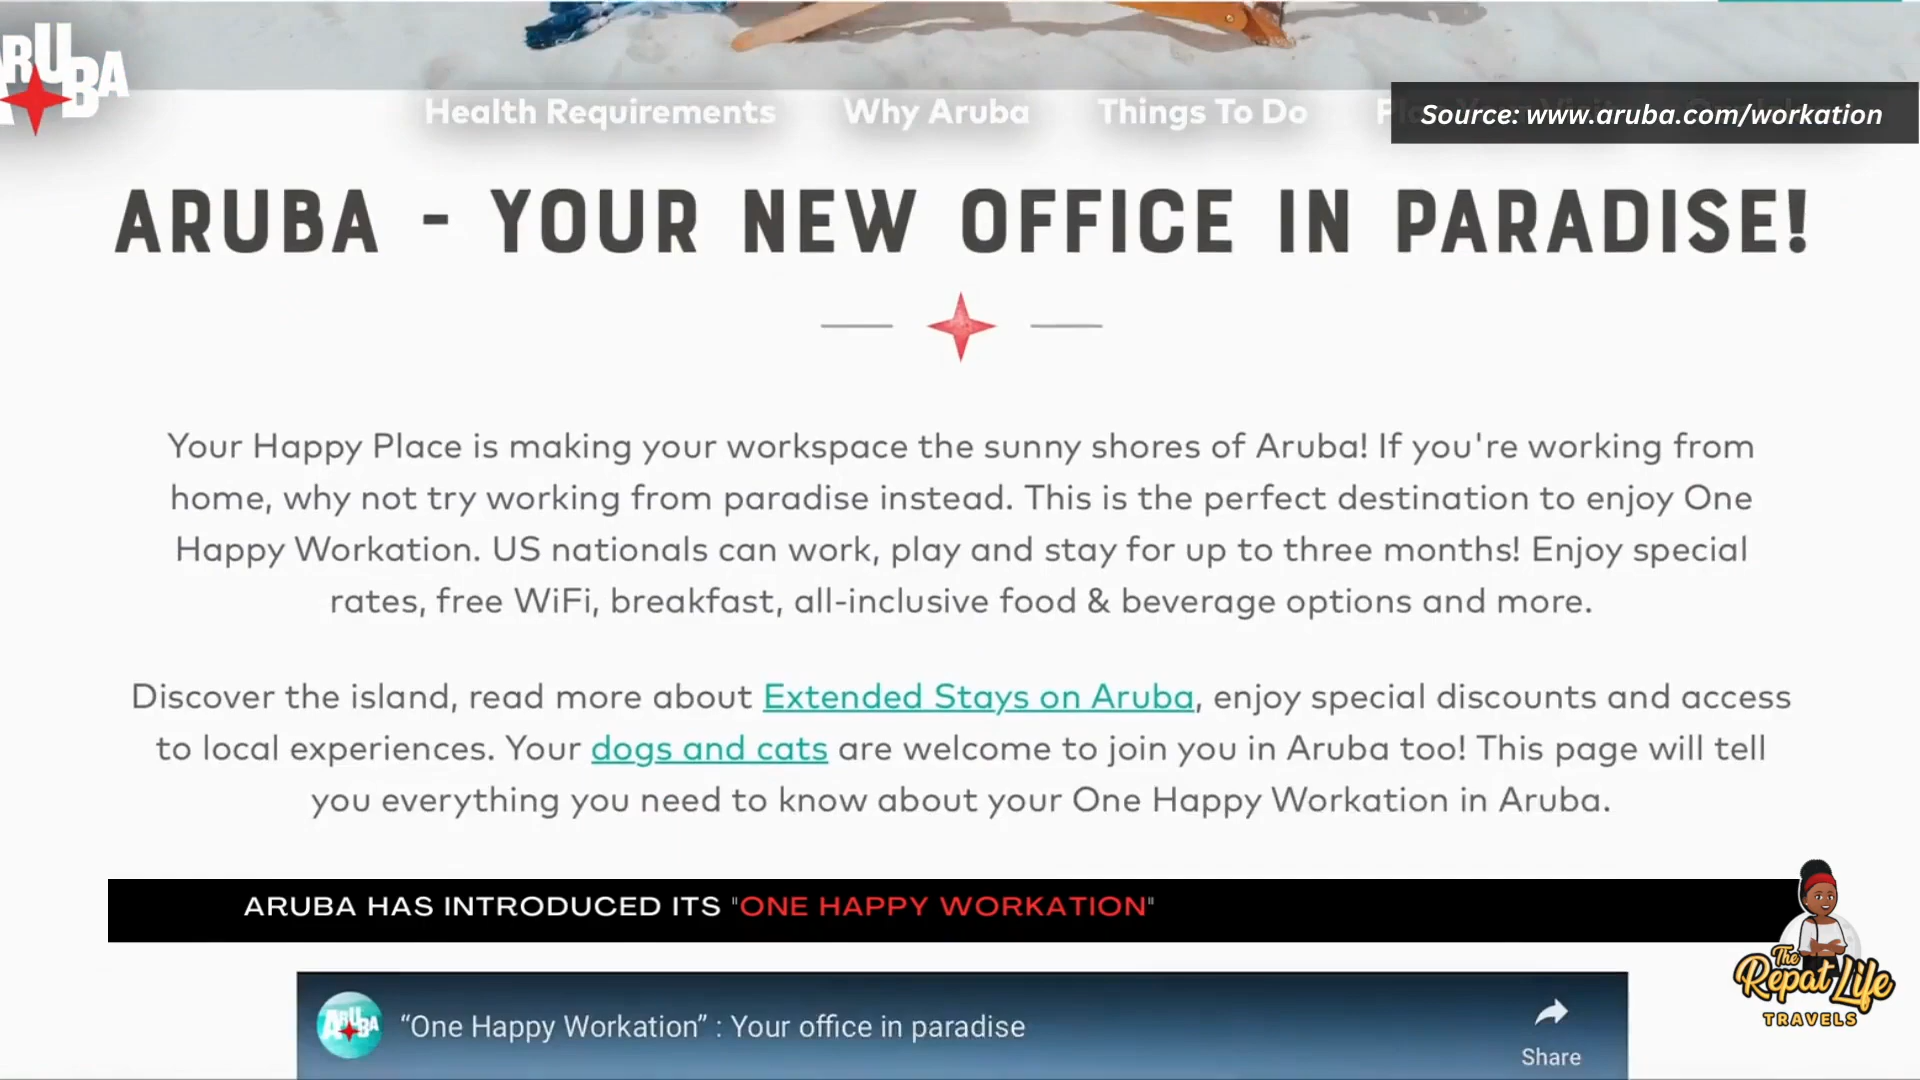 ARUBA
Health Requirements
Why Aruba
Things To Do
Source: www.aruba.com/workation
ARUBA - YOUR NEW OFFICE IN PARADISE!
Your Happy Place is making your workspace the sunny shores of Aruba! If you're working from
home, why not try working from paradise instead. This is the perfect destination to enjoy One
Happy Workation. US nationals can work, play and stay for up to three months! Enjoy special
rates, free WiFi, breakfast, all-inclusive food & beverage options and more.
Discover the island, read more about Extended Stays on Aruba, enjoy special discounts and access
to local experiences. Your dogs and cats are welcome to join you in Aruba too! This page will tell
you everything you need to know about your One Happy Workation in Aruba.
ARUBA HAS INTRODUCED ITS "ONE HAPPY WORKATION"
The
Repat Life
TRAVELS
ARUBA
“One Happy Workation” : Your office in paradise
Share